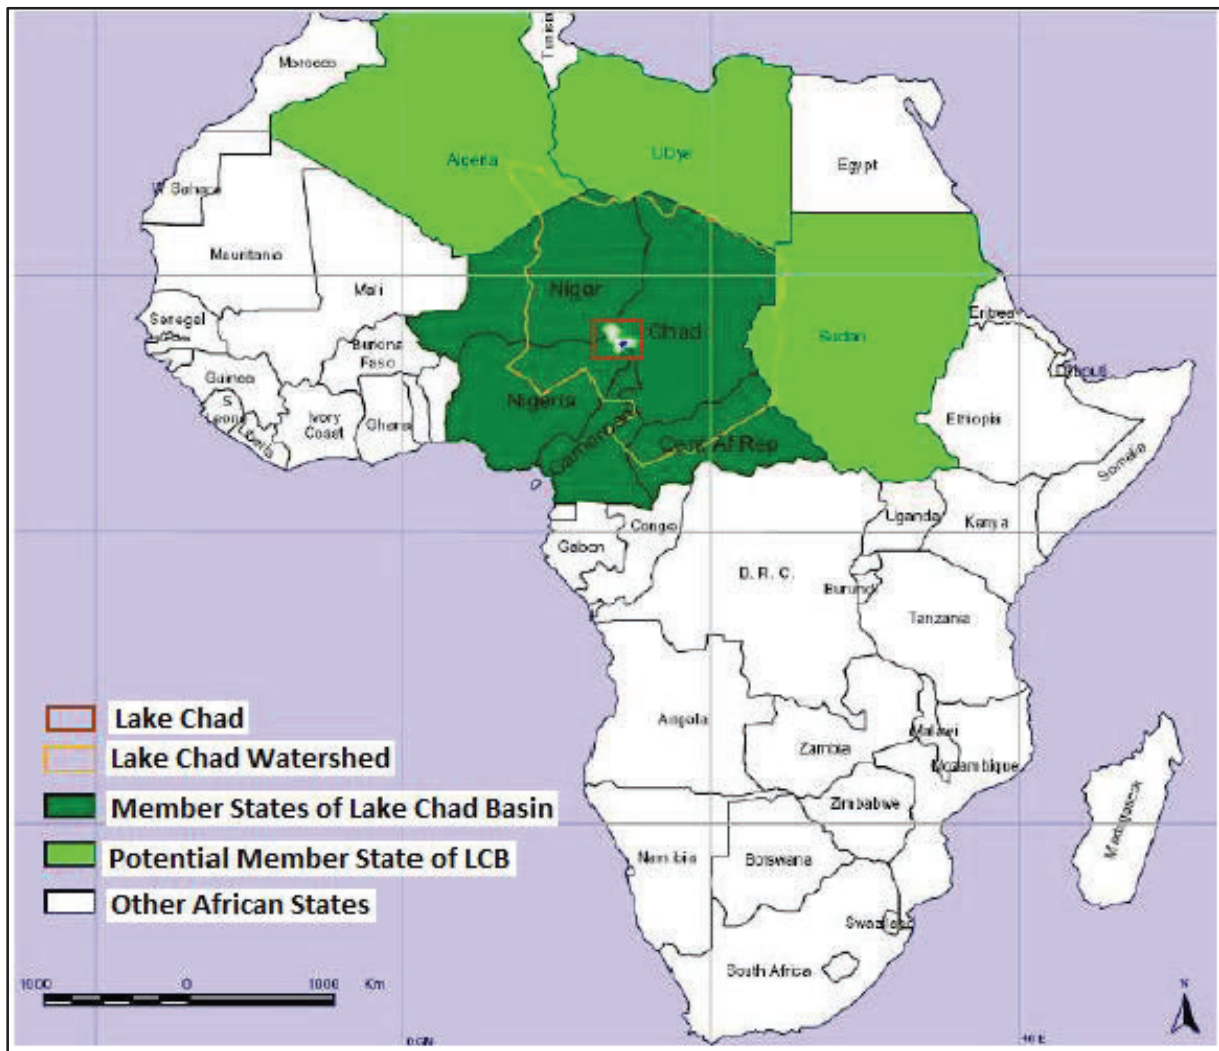 Tunisia
Morocco
Algeria
Libya
Egypt
W Sahara
Mauritania
Mali
Niger
Chad
Sudan
Eritrea
Senegal
Burkina
Faso
Djibouti
Guinea
Nigeria
Ethiopia
S
Leone
Ivory
Coast
Ghana
Liberia
Cameroon
Cent Af Rep
Somalia
Uganda
Kenya
Congo
Gabon
D. R. C.
Burundi
Tanzania
Angola
Malawi
Zambia
Mozambique
Zimbabwe
Madagascar
Namibia
Botswana
Swaziland
South Africa
Lake Chad
Lake Chad Watershed
Member States of Lake Chad Basin
Potential Member State of LCB
Other African States
1000 0 1000 Km
N